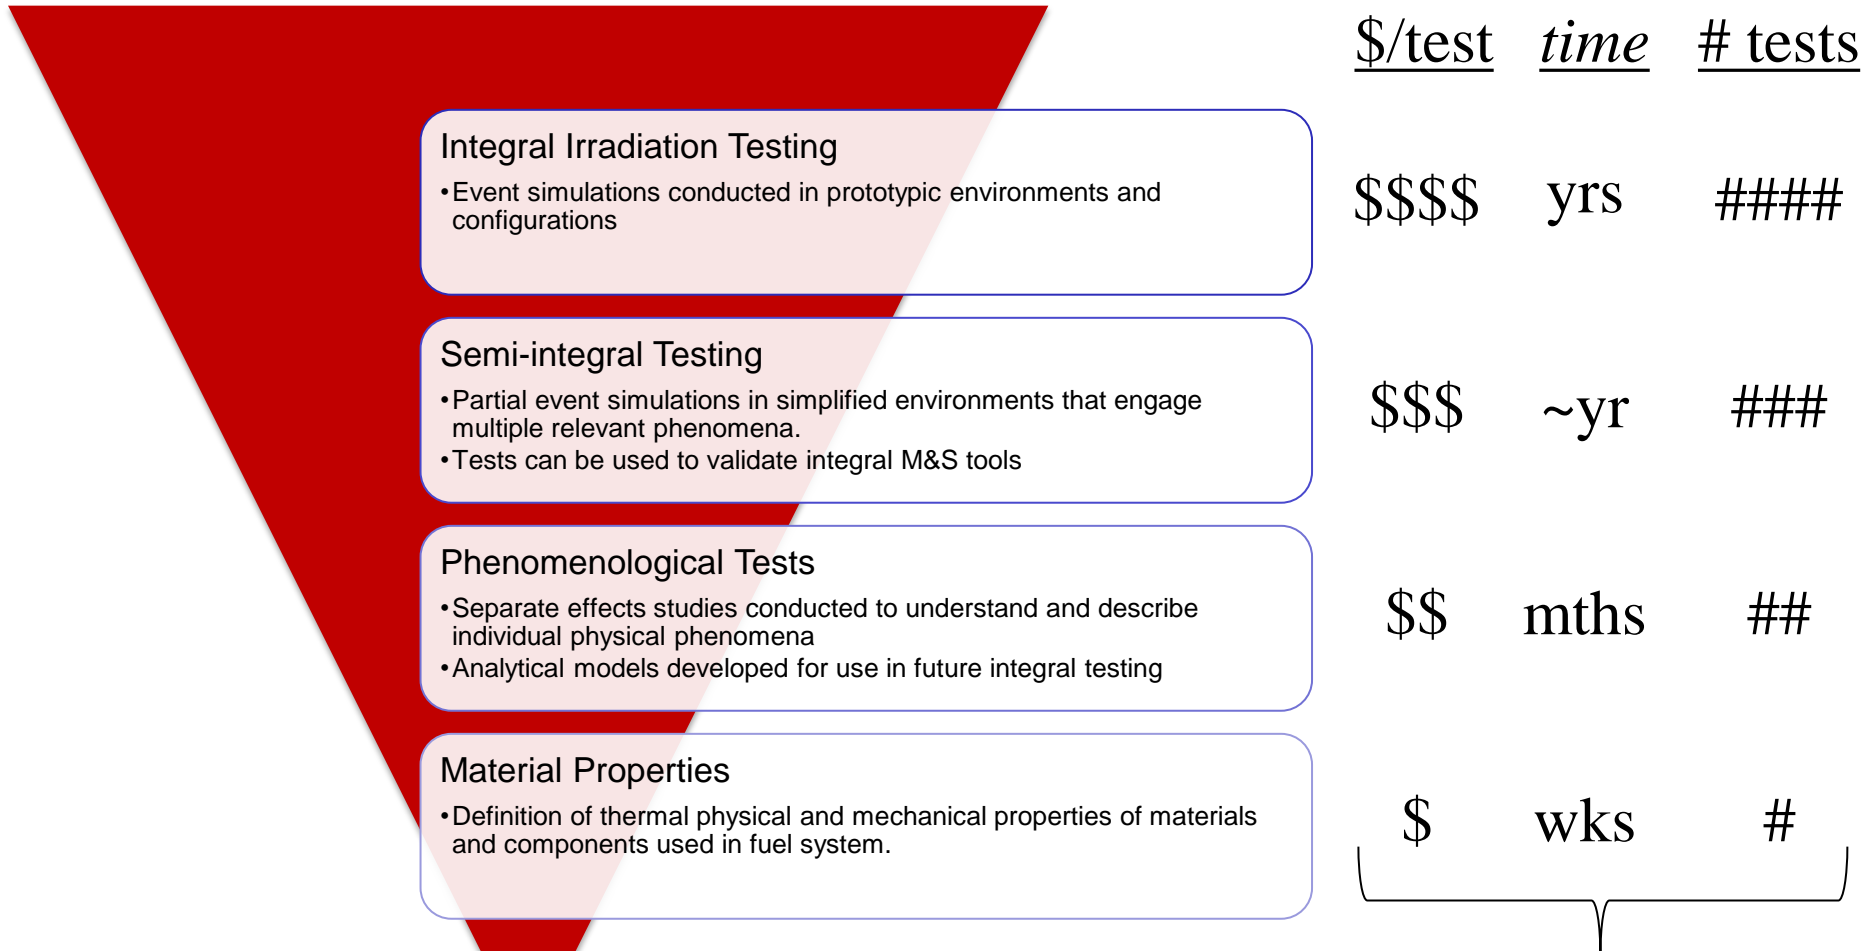 $/test time # tests
Integral Irradiation Testing
•Event simulations conducted in prototypic environments and
configurations
$$$$ yrs ####
Semi-integral Testing
•Partial event simulations in simplified environments that engage
multiple relevant phenomena.
•Tests can be used to validate integral M&S tools
$$$ ~yr ###
Phenomenological Tests
•Separate effects studies conducted to understand and describe
individual physical phenomena
•Analytical models developed for use in future integral testing
$$ mths ##
Material Properties
•Definition of thermal physical and mechanical properties of materials
and components used in fuel system.
$ wks #